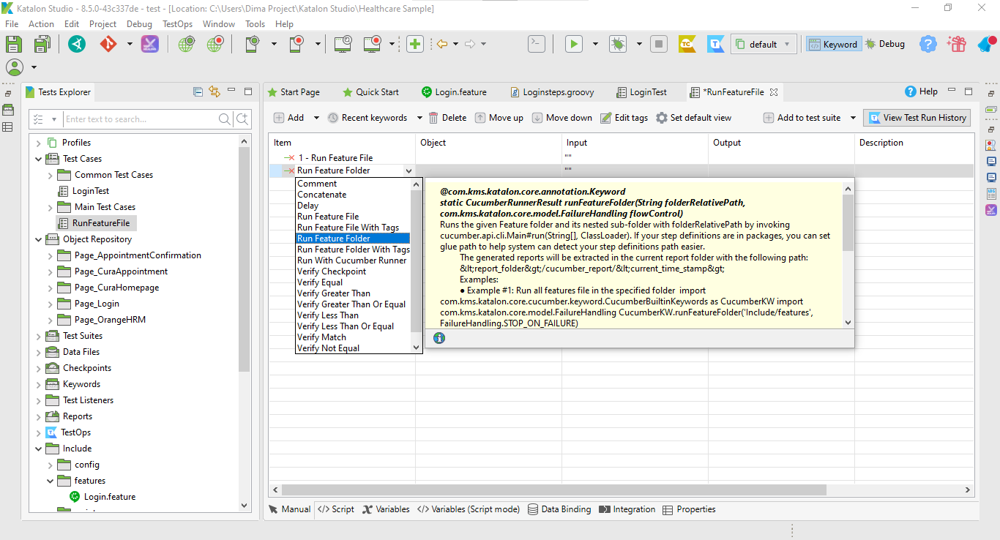 Katalon Studio - 8.5.0-43c337de - test - [Location: C:\Users\Dima Project\Katalon Studio\Healthcare Sample]
File Action Edit Project Debug TestOps Window Tools Help
TC
default
Keyword
Debug
Tests Explorer
Enter text to search...
Profiles
Test Cases
Common Test Cases
LoginTest
Main Test Cases
RunFeatureFile
Object Repository
Page_AppointmentConfirmation
Page_CuraAppointment
Page_CuraHomepage
Page_Login
Page_OrangeHRM
Test Suites
Data Files
Checkpoints
Keywords
Test Listeners
Reports
TestOps
Include
config
features
Login.feature
Start Page Quick Start Login.feature Loginsteps.groovy LoginTest *RunFeatureFile
Help
Add Recent keywords Delete Move up Move down Edit tags Set default view Add to test suite View Test Run History
Item Object Input Output Description
1 - Run Feature File ""
Run Feature Folder ""
Comment
Concatenate
Delay
Run Feature File
Run Feature File With Tags
Run Feature Folder
Run Feature Folder With Tags
Run With Cucumber Runner
Verify Checkpoint
Verify Equal
Verify Greater Than
Verify Greater Than Or Equal
Verify Less Than
Verify Less Than Or Equal
Verify Match
Verify Not Equal
@com.kms.katalon.core.annotation.Keyword
static CucumberRunnerResult runFeatureFolder(String folderRelativePath,
com.kms.katalon.core.model.FailureHandling flowControl)
Runs the given Feature folder and its nested sub-folder with folderRelativePath by invoking
cucumber.api.cli.Main#run(String[], ClassLoader). If your step definitions are in packages, you can set
glue path to help system can detect your step definitions path easier.
The generated reports will be extracted in the current report folder with the following path:
&lt;report_folder&gt;/cucumber_report/&lt;current_time_stamp&gt;
Examples:
● Example #1: Run all features file in the specified folder import
com.kms.katalon.core.cucumber.keyword.CucumberBuiltinKeywords as CucumberKW import
com.kms.katalon.core.model.FailureHandling CucumberKW.runFeatureFolder('Include/features',
FailureHandling.STOP_ON_FAILURE)
Manual Script Variables Variables (Script mode) Data Binding Integration Properties